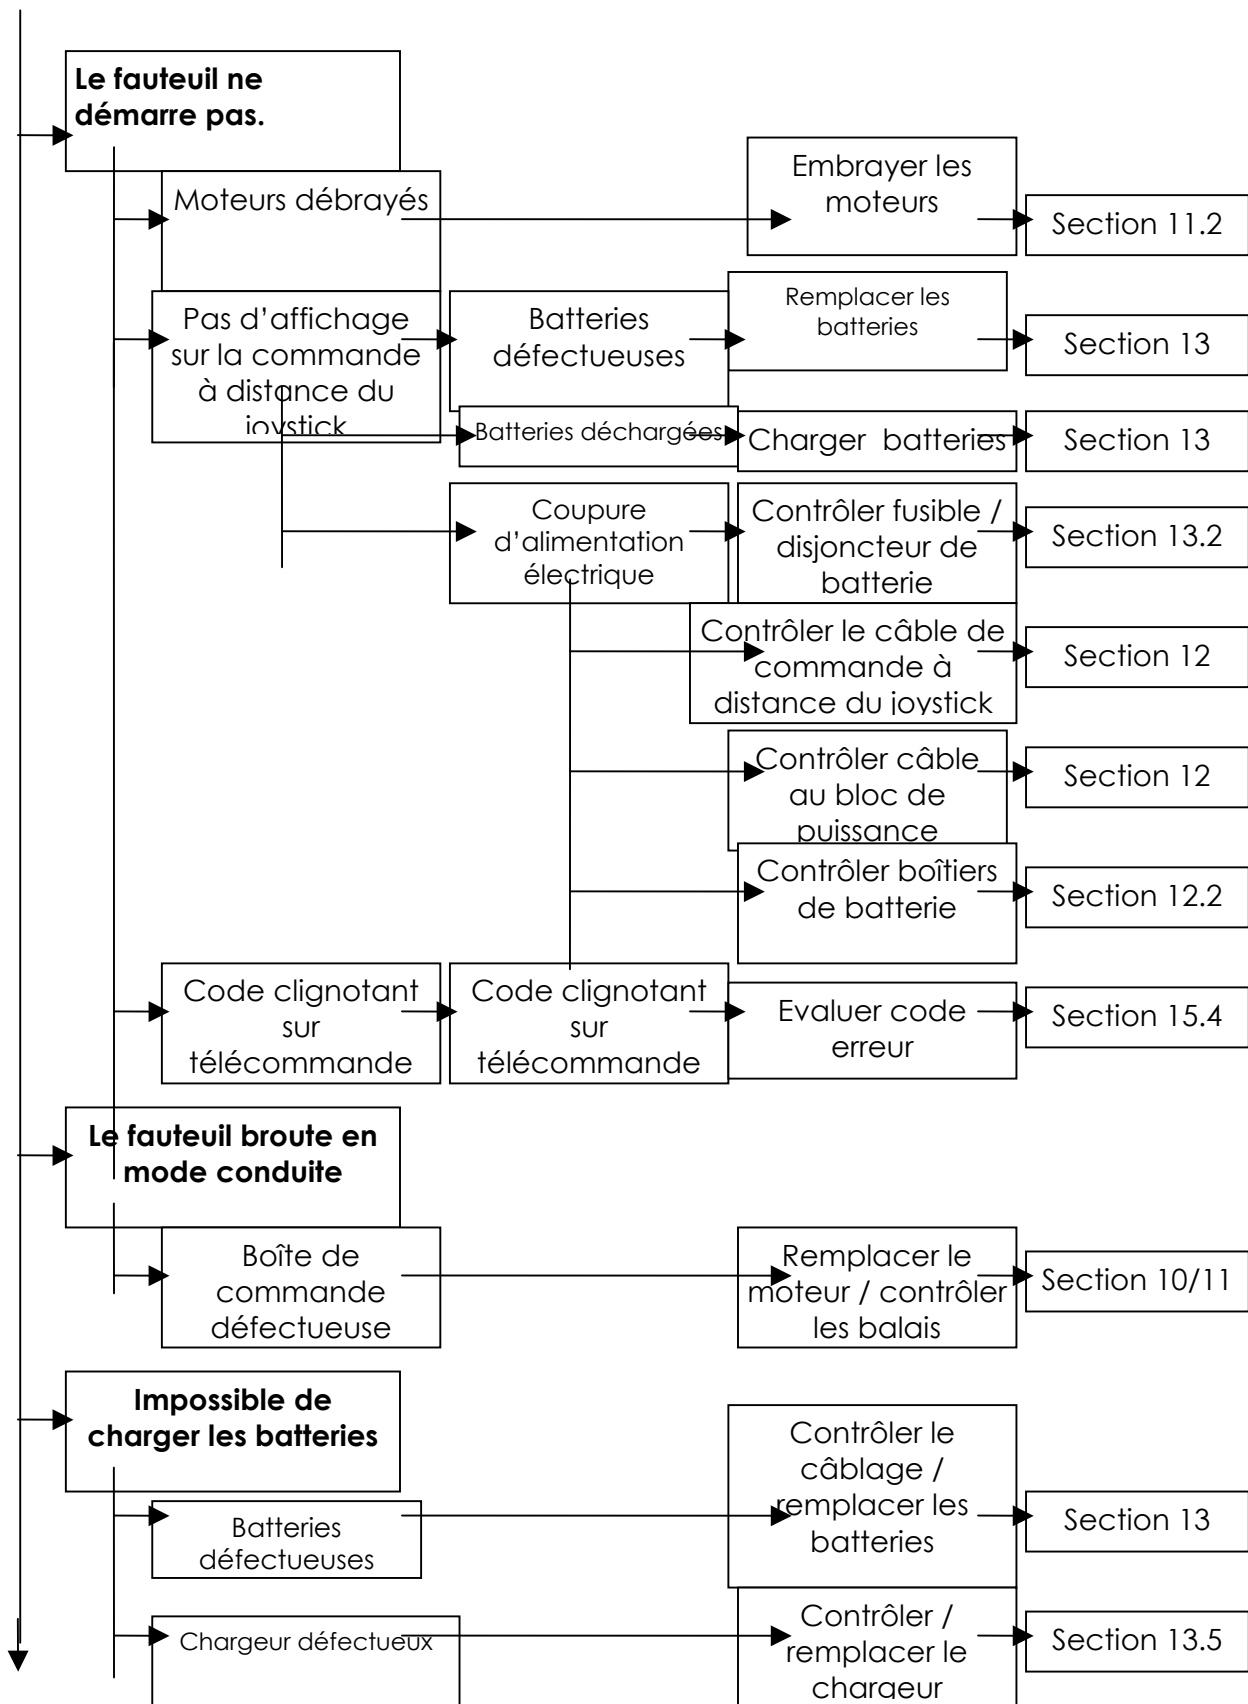 Le fauteuil ne
démarre pas.
Moteurs débrayés
Embrayer les
moteurs
Section 11.2
Pas d'affichage
sur la commande
à distance du
joystick
Batteries
défectueuses
Remplacer les
batteries
Section 13
Batteries déchargées
Charger  batteries
Section 13
Coupure
d'alimentation
électrique
Contrôler fusible /
disjoncteur de
batterie
Section 13.2
Contrôler le câble de
commande à
distance du joystick
Section 12
Contrôler câble
au bloc de
puissance
Section 12
Contrôler boîtiers
de batterie
Section 12.2
Code clignotant
sur
télécommande
Code clignotant
sur
télécommande
Evaluer code
erreur
Section 15.4
Le fauteuil broute en
mode conduite
Boîte de
commande
défectueuse
Remplacer le
moteur / contrôler
les balais
Section 10/11
Impossible de
charger les batteries
Batteries
défectueuses
Contrôler le
câblage /
remplacer les
batteries
Section 13
Chargeur défectueux
Contrôler /
remplacer le
chargeur
Section 13.5